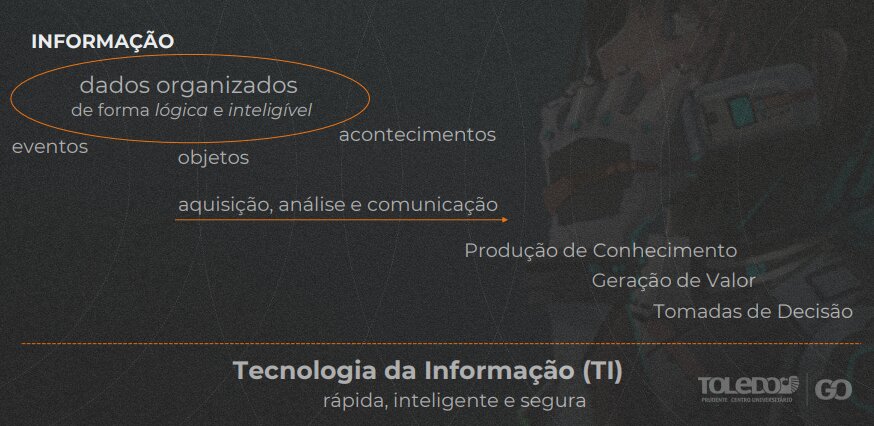 INFORMAÇÃO
dados organizados
de forma lógica e inteligível
acontecimentos
eventos
objetos
aquisição, análise e comunicação
Produção de Conhecimento
Geração de Valor
Tomadas de Decisão
Tecnologia da Informação (TI)
rápida, inteligente e segura
TOLEDO
PRUDENTE CENTRO UNIVERSITÁRIO
GO